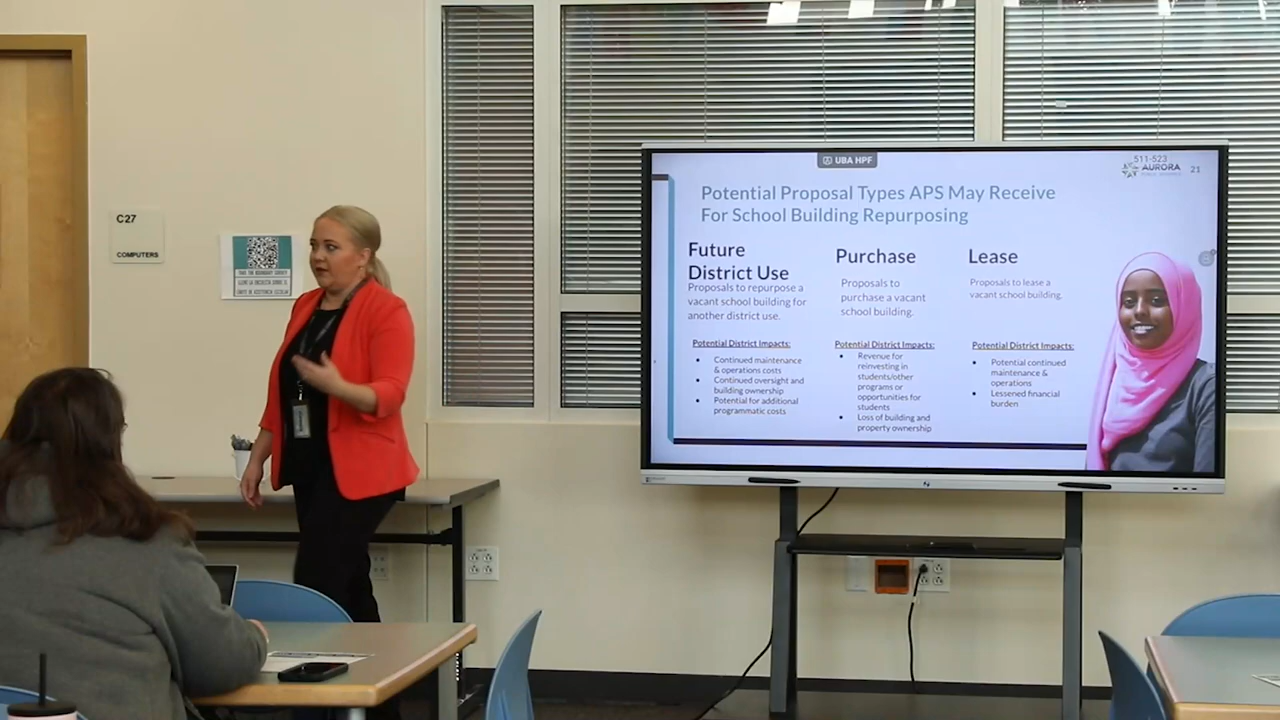 C27
COMPUTERS
TAKE THE BOUNDARY SURVEY
UBA HPF
511-523
AURORA
21
Potential Proposal Types APS May Receive
For School Building Repurposing
Future
District Use
Proposals to repurpose a
vacant school building for
another district use.
Potential District Impacts:
Continued maintenance
& operations costs
Continued oversight and
building ownership
Potential for additional
programmatic costs
Purchase
Proposals to
purchase a vacant
school building.
Potential District Impacts:
Revenue for
reinvesting in
students/other
programs or
opportunities for
students
Loss of building and
property ownership
Lease
Proposals to lease a
vacant school building.
Potential District Impacts:
Potential continued
maintenance &
operations
Lessened financial
burden